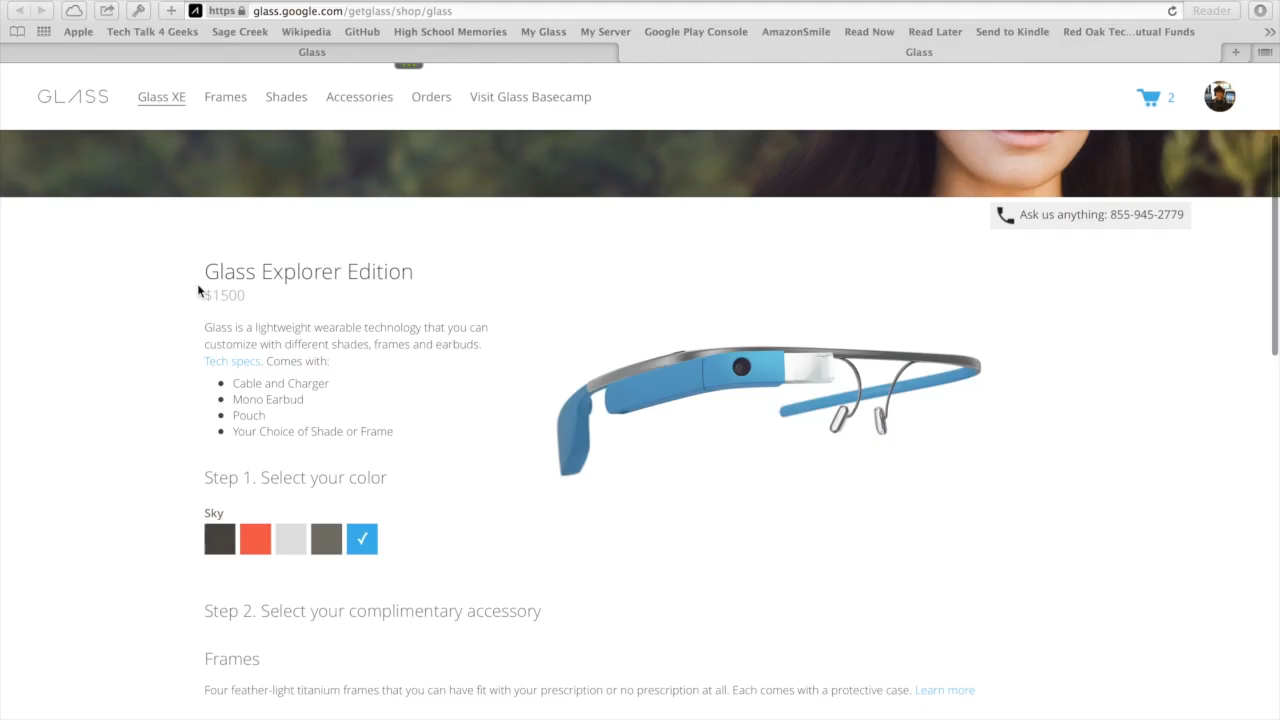 https glass.google.com/getglass/shop/glass Reader
Apple Tech Talk 4 Geeks Sage Creek Wikipedia GitHub High School Memories My Glass My Server Google Play Console AmazonSmile Read Now Read Later Send to Kindle Red Oak Tec...utual Funds
Glass Glass
GLASS Glass XE Frames Shades Accessories Orders Visit Glass Basecamp 2
Ask us anything: 855-945-2779
Glass Explorer Edition
$1500
Glass is a lightweight wearable technology that you can
customize with different shades, frames and earbuds.
Tech specs. Comes with:
Cable and Charger
Mono Earbud
Pouch
Your Choice of Shade or Frame
Step 1. Select your color
Sky
Step 2. Select your complimentary accessory
Frames
Four feather-light titanium frames that you can have fit with your prescription or no prescription at all. Each comes with a protective case. Learn more